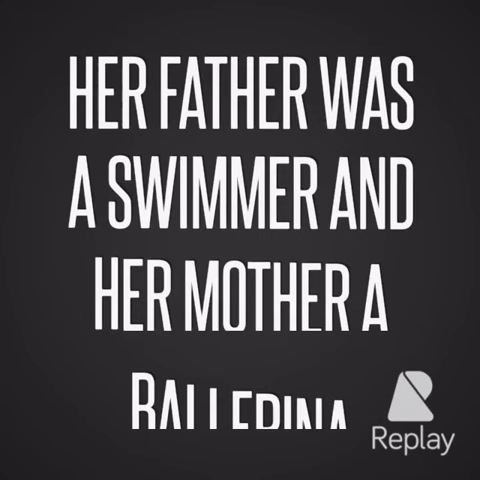 HER FATHER WAS
A SWIMMER AND
HER MOTHER A
BALLERINA
Replay